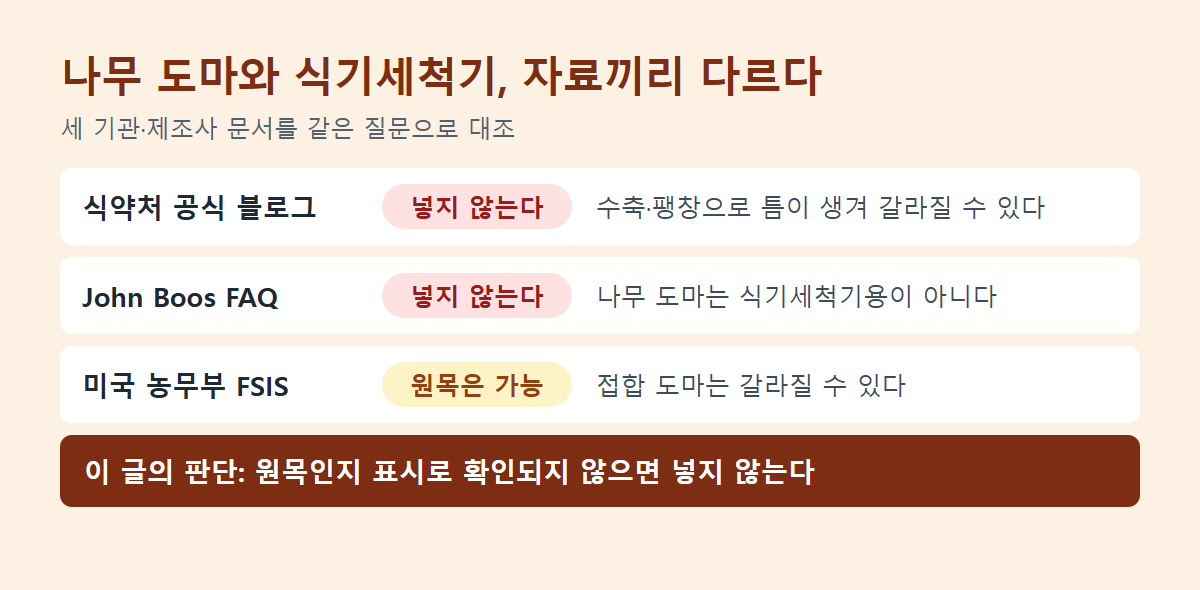 나무 도마와 식기세척기, 자료끼리 다르다
세 기관·제조사 문서를 같은 질문으로 대조
식약처 공식 블로그 넣지 않는다 수축·팽창으로 틈이 생겨 갈라질 수 있다
John Boos FAQ 넣지 않는다 나무 도마는 식기세척기용이 아니다
미국 농무부 FSIS 원목은 가능 접합 도마는 갈라질 수 있다
이 글의 판단: 원목인지 표시로 확인되지 않으면 넣지 않는다